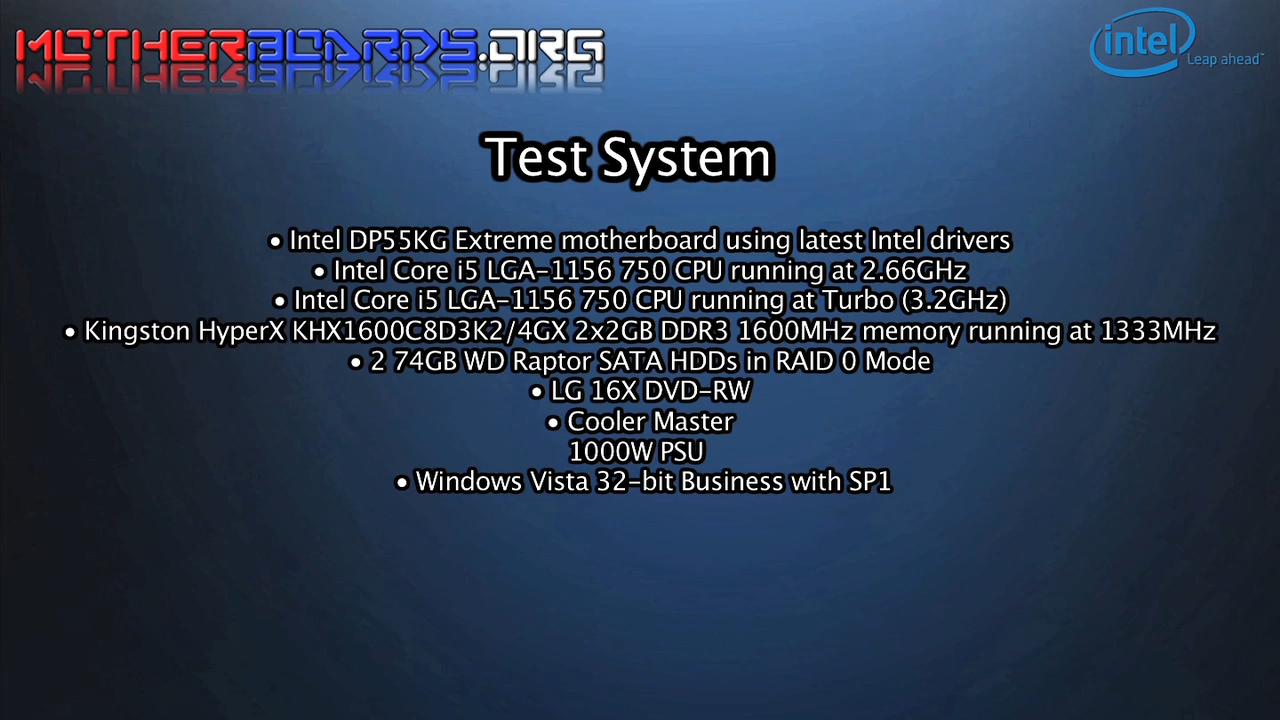 MOTHERBOARDS.ORG
intel
Leap ahead™
Test System
• Intel DP55KG Extreme motherboard using latest Intel drivers
• Intel Core i5 LGA-1156 750 CPU running at 2.66GHz
• Intel Core i5 LGA-1156 750 CPU running at Turbo (3.2GHz)
• Kingston HyperX KHX1600C8D3K2/4GX 2x2GB DDR3 1600MHz memory running at 1333MHz
• 2 74GB WD Raptor SATA HDDs in RAID 0 Mode
• LG 16X DVD-RW
• Cooler Master
1000W PSU
• Windows Vista 32-bit Business with SP1